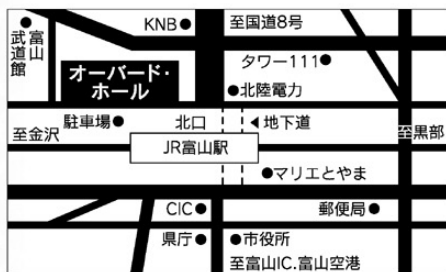 KNB●
至国道8号
富山
武道館
タワー111●
オーバード・
ホール
●北陸電力
駐車場●
北口
◀地下道
至金沢
至黒部
JR富山駅
●マリエとやま
CIC●
郵便局●
県庁●
●市役所
至富山IC.富山空港